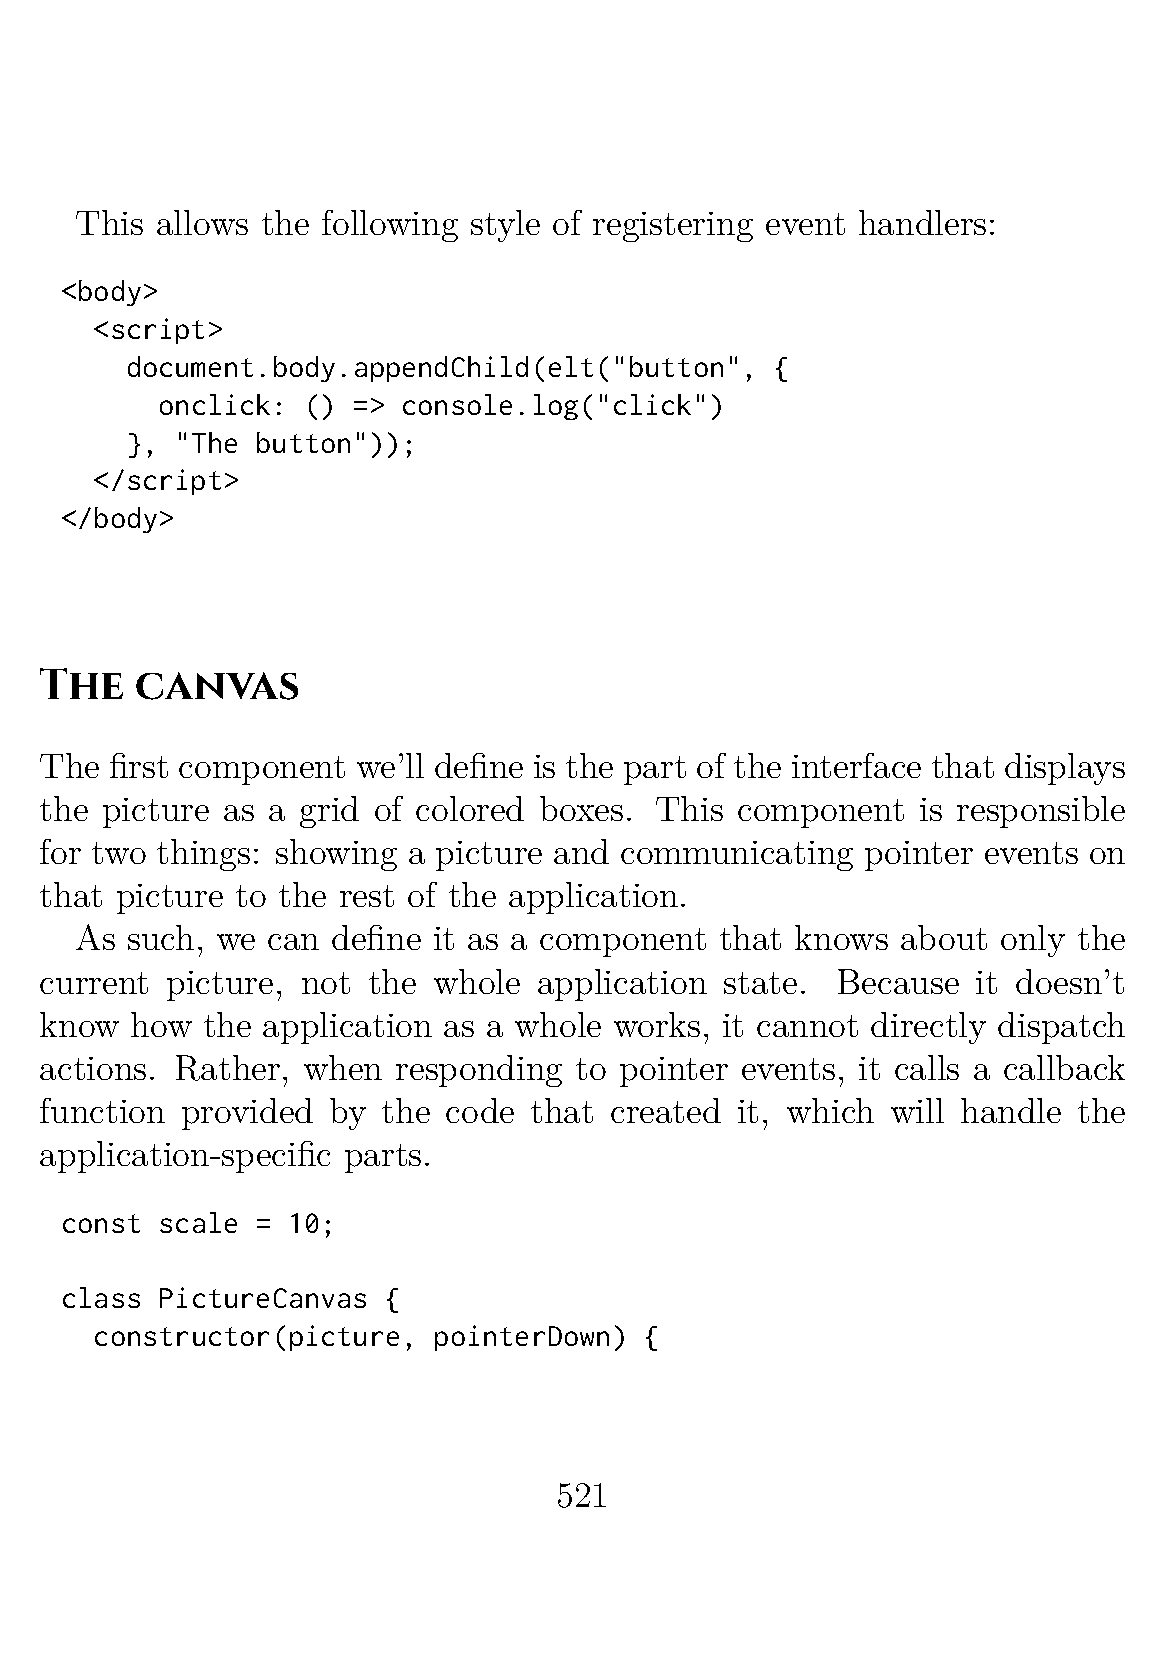 This allows the following style of registering event handlers:
<body>
  <script>
    document.body.appendChild(elt("button", {
      onclick: () => console.log("click")
    }, "The button"));
  </script>
</body>
The canvas
The first component we'll define is the part of the interface that displays
the picture as a grid of colored boxes. This component is responsible
for two things: showing a picture and communicating pointer events on
that picture to the rest of the application.
As such, we can define it as a component that knows about only the
current picture, not the whole application state. Because it doesn't
know how the application as a whole works, it cannot directly dispatch
actions. Rather, when responding to pointer events, it calls a callback
function provided by the code that created it, which will handle the
application-specific parts.
const scale = 10;
class PictureCanvas {
  constructor(picture, pointerDown) {
521